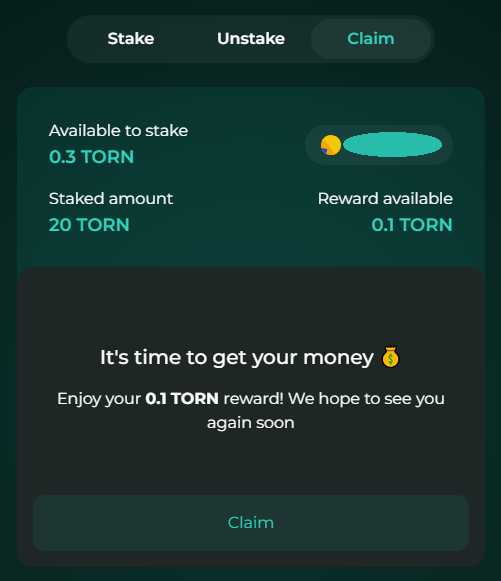 Stake Unstake Claim
Available to stake
0.3 TORN
Staked amount Reward available
20 TORN 0.1 TORN
It's time to get your money 💰
Enjoy your 0.1 TORN reward! We hope to see you
again soon
Claim